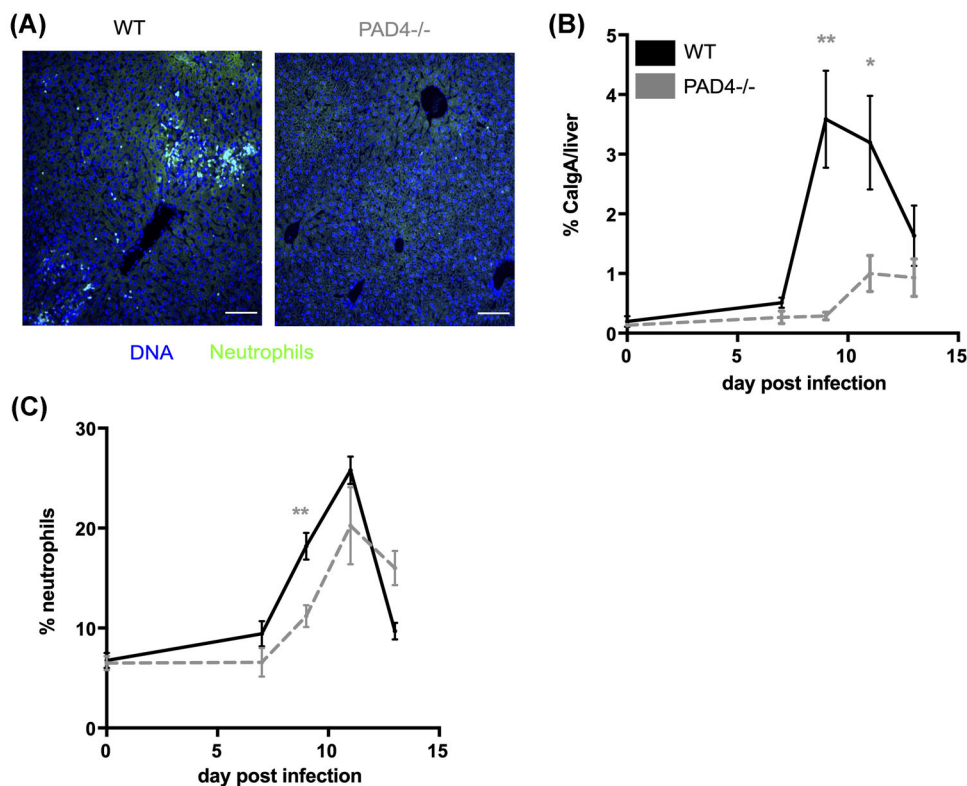 (A)
WT
PAD4-/-
DNA Neutrophils
(B)
5
4
3
2
1
0
% CalgA/liver
WT
PAD4-/-
**
*
0 5 10 15
day post infection
(C)
30
20
10
0
% neutrophils
**
0 5 10 15
day post infection